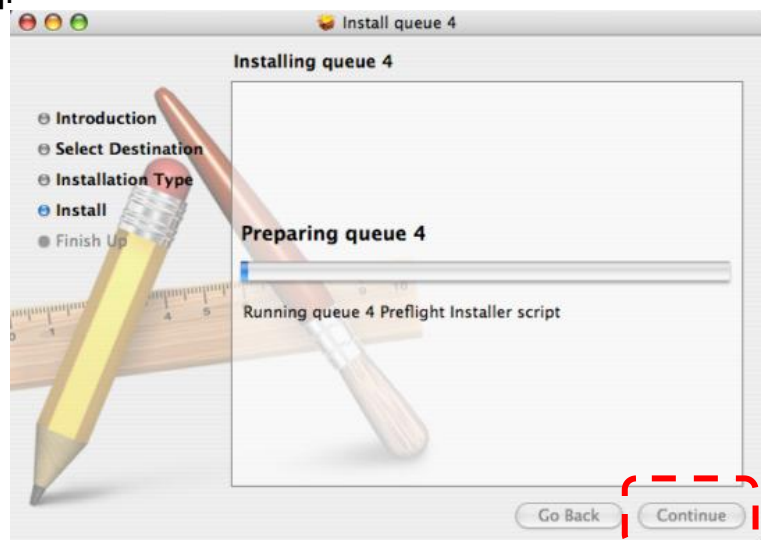 Install queue 4
Installing queue 4
Introduction
Select Destination
Installation Type
Install
Finish Up
Preparing queue 4
Running queue 4 Preflight Installer script
Go Back
Continue